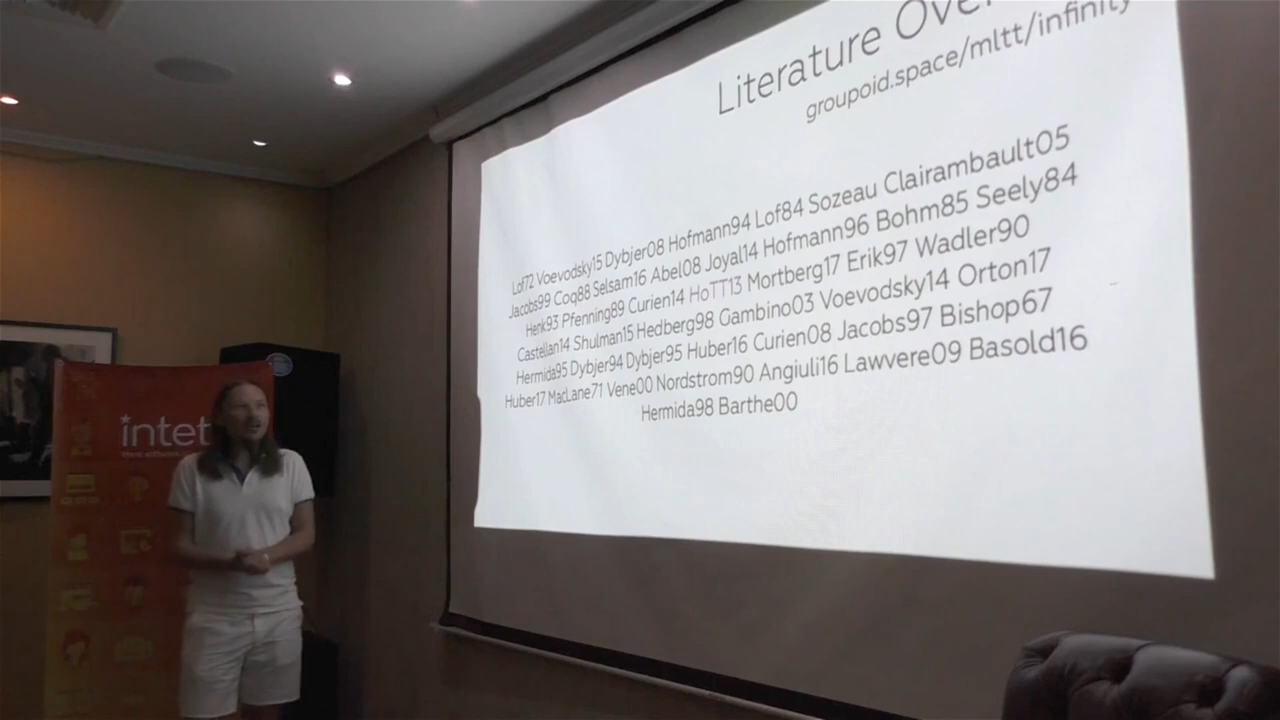 Literature Ove
groupoid.space/mltt/infinity
Lof72 Voevodsky15 Dybjer08 Hofmann94 Lof84 Sozeau Clairambault05
Jacobs99 Coq88 Selsam16 Abel08 Joyal14 Hofmann96 Bohm85 Seely84
Henk93 Pfenning89 Curien14 HoTT13 Mortberg17 Erik97 Wadler90
Castellan14 Shulman15 Hedberg98 Gambino03 Voevodsky14 Orton17
Hermida95 Dybjer94 Dybjer95 Huber16 Curien08 Jacobs97 Bishop67
Huber17 MacLane71 Vene00 Nordstrom90 Angiuli16 Lawvere09 Basold16
Hermida98 Barthe00
intet